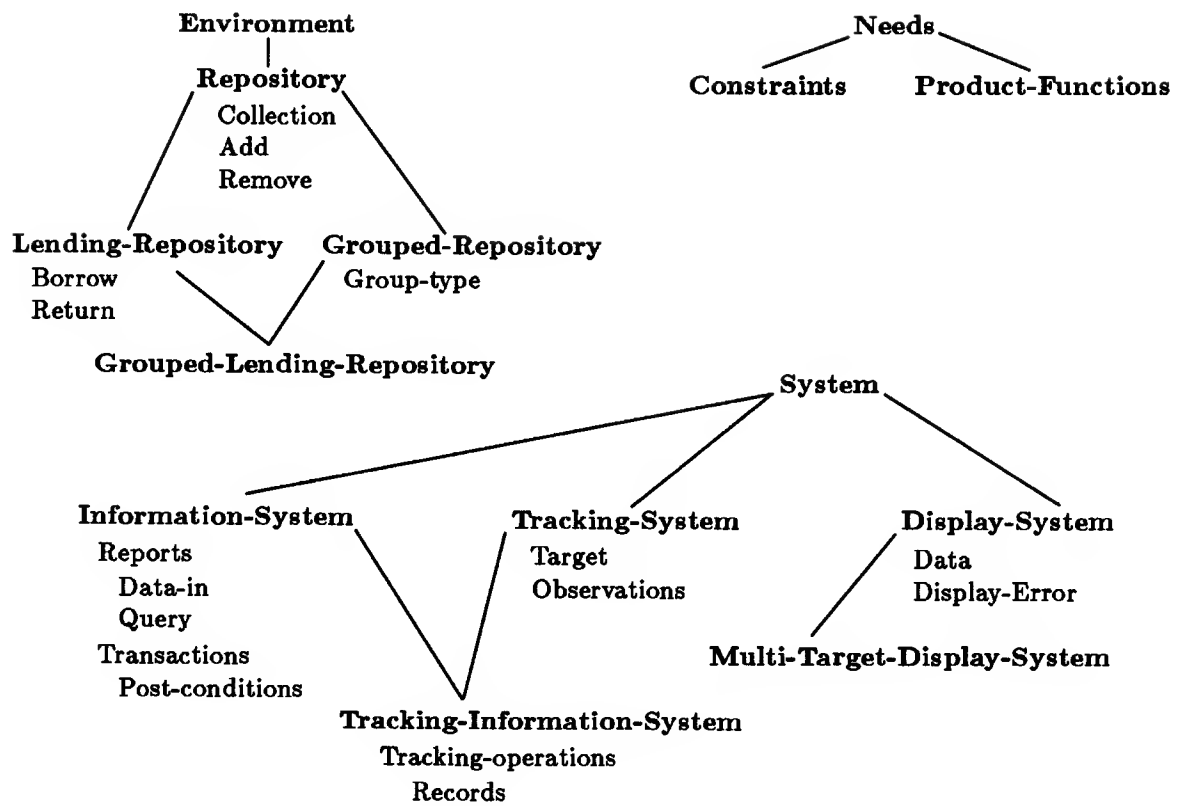 Environment
Repository
Collection
Add
Remove
Lending-Repository
Borrow
Return
Grouped-Repository
Group-type
Grouped-Lending-Repository
Needs
Constraints
Product-Functions
System
Information-System
Reports
Data-in
Query
Transactions
Post-conditions
Tracking-System
Target
Observations
Display-System
Data
Display-Error
Multi-Target-Display-System
Tracking-Information-System
Tracking-operations
Records